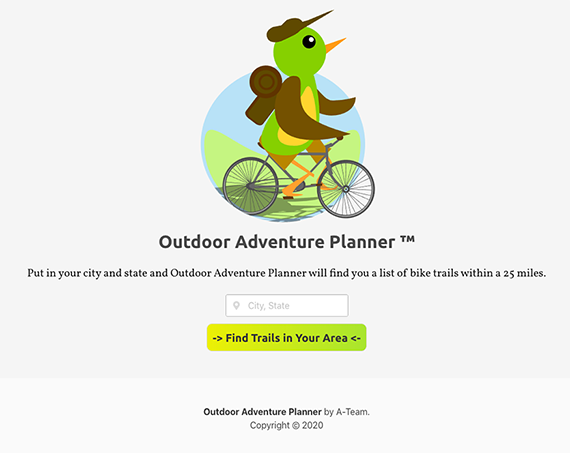 Outdoor Adventure Planner ™
Put in your city and state and Outdoor Adventure Planner will find you a list of bike trails within a 25 miles.
City, State
-> Find Trails in Your Area <-
Outdoor Adventure Planner by A-Team.
Copyright © 2020